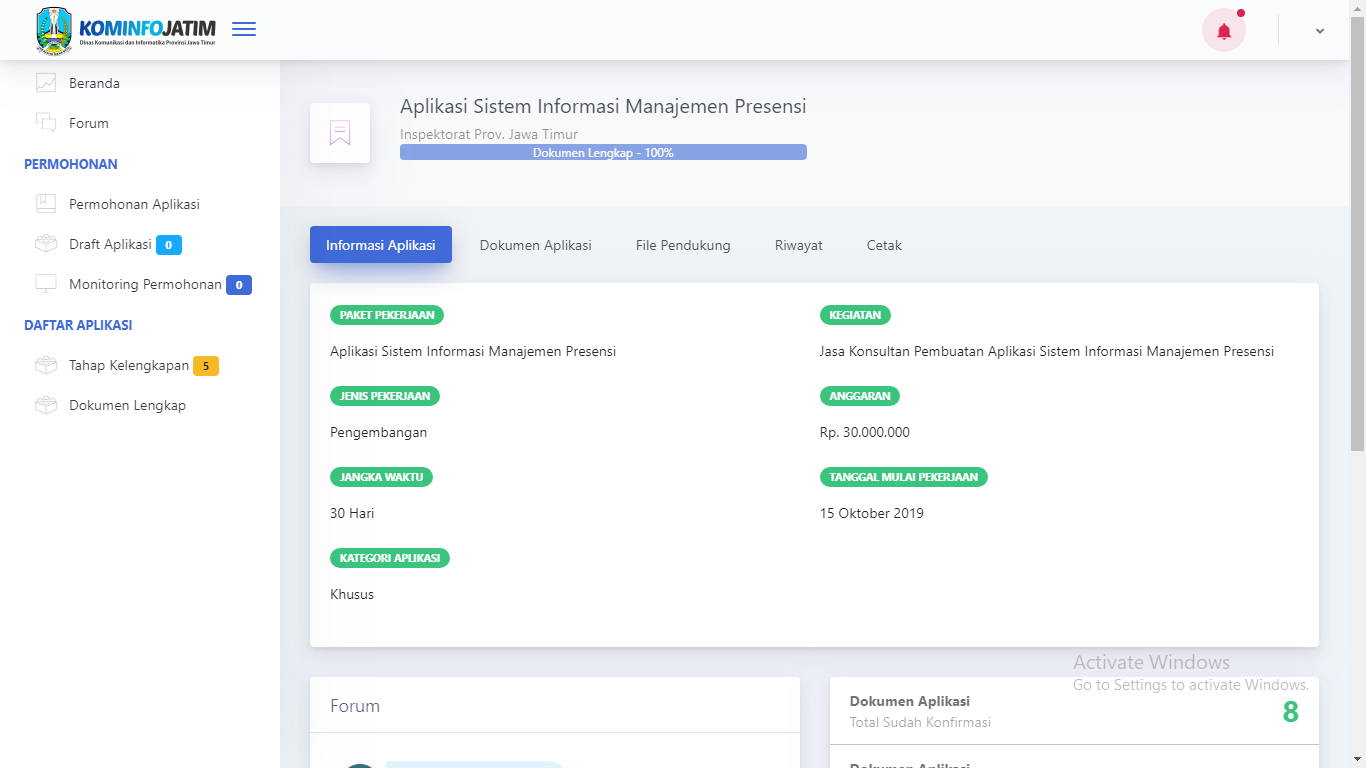 KOMINFOJATIM
Dinas Komunikasi dan Informatika Provinsi Jawa Timur
Beranda
Forum
PERMOHONAN
Permohonan Aplikasi
Draft Aplikasi 0
Monitoring Permohonan 0
DAFTAR APLIKASI
Tahap Kelengkapan 5
Dokumen Lengkap
Aplikasi Sistem Informasi Manajemen Presensi
Inspektorat Prov. Jawa Timur
Dokumen Lengkap - 100%
Informasi Aplikasi Dokumen Aplikasi File Pendukung Riwayat Cetak
PAKET PEKERJAAN
Aplikasi Sistem Informasi Manajemen Presensi
KEGIATAN
Jasa Konsultan Pembuatan Aplikasi Sistem Informasi Manajemen Presensi
JENIS PEKERJAAN
Pengembangan
ANGGARAN
Rp. 30.000.000
JANGKA WAKTU
30 Hari
TANGGAL MULAI PEKERJAAN
15 Oktober 2019
KATEGORI APLIKASI
Khusus
Forum
Dokumen Aplikasi
Total Sudah Konfirmasi
8
Dokumen Aplikasi
Activate Windows
Go to Settings to activate Windows.